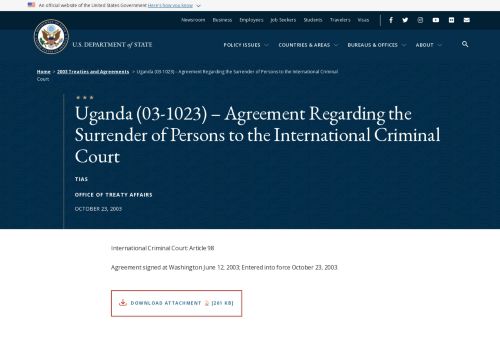 An official website of the United States Government Here's how you know
Newsroom Business Employees Job Seekers Students Travelers Visas
U.S. DEPARTMENT of STATE
POLICY ISSUES COUNTRIES & AREAS BUREAUS & OFFICES ABOUT
Home > 2003 Treaties and Agreements > Uganda (03-1023) – Agreement Regarding the Surrender of Persons to the International Criminal
Court
Uganda (03-1023) – Agreement Regarding the
Surrender of Persons to the International Criminal
Court
TIAS
OFFICE OF TREATY AFFAIRS
OCTOBER 23, 2003
International Criminal Court: Article 98
Agreement signed at Washington June 12, 2003; Entered into force October 23, 2003
DOWNLOAD ATTACHMENT [261 KB]